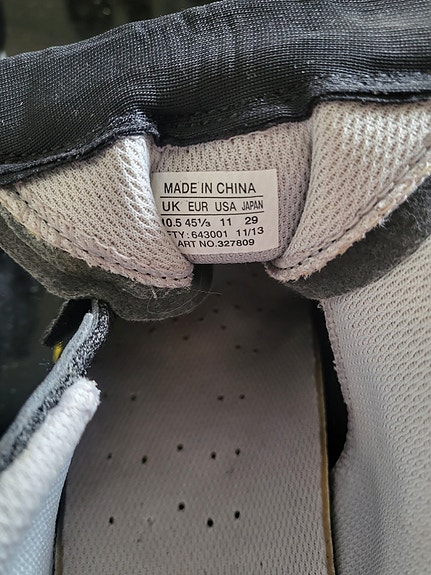 MADE IN CHINA
UK EUR USA JAPAN
10.5 45⅓ 11 29
FTY: 643001 11/13
ART NO.327809